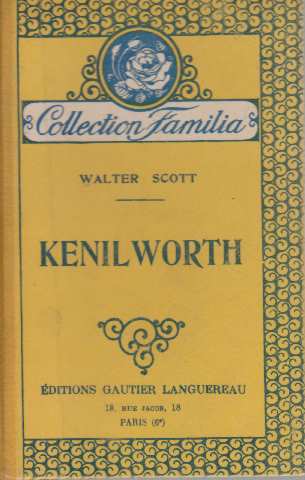 Collection Familia
WALTER SCOTT
KENILWORTH
ÉDITIONS GAUTIER LANGUEREAU
18, RUE JACOB, 18
PARIS (6ᵉ)